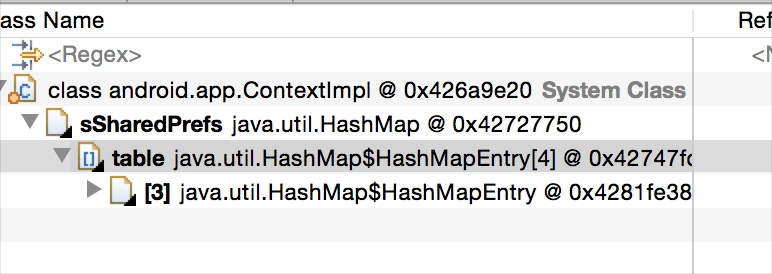 ass Name Ref
<Regex> <N
class android.app.ContextImpl @ 0x426a9e20 System Class
sSharedPrefs java.util.HashMap @ 0x42727750
table java.util.HashMap$HashMapEntry[4] @ 0x42747fc
[3] java.util.HashMap$HashMapEntry @ 0x4281fe38